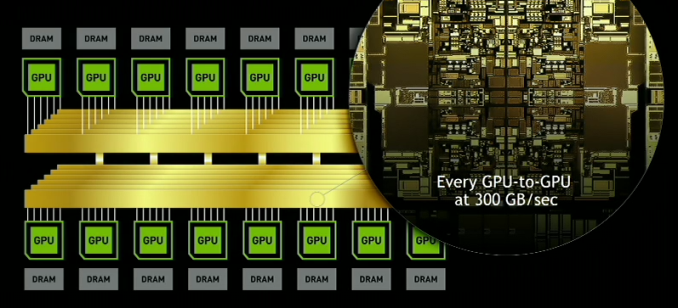 DRAM DRAM DRAM DRAM DRAM DRAM
GPU GPU GPU GPU GPU GPU
Every GPU-to-GPU
at 300 GB/sec
GPU GPU GPU GPU GPU GPU GPU GPU
DRAM DRAM DRAM DRAM DRAM DRAM DRAM DRAM